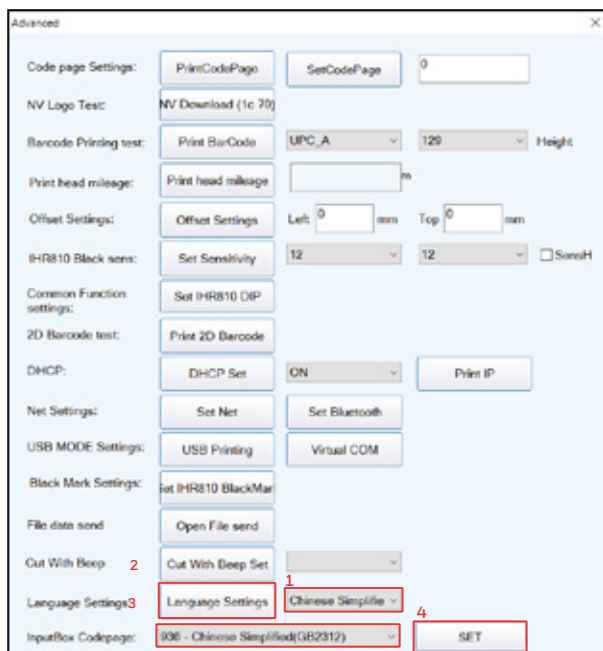 Advanced
Code page Settings: PrintCodePage SetCodePage 0
NV Logo Test: NV Download (1c 70)
Barcode Printing test: Print BarCode UPC_A 129 Height
Print head mileage: Print head mileage m
Offset Settings: Offset Settings Left 0 mm Top 0 mm
IHR810 Black sens: Set Sensitivity 12 12 SensH
Common Function
settings:
Set IHR810 DIP
2D Barcode test: Print 2D Barcode
DHCP: DHCP Set ON Print IP
Net Settings: Set Net Set Bluetooth
USB MODE Settings: USB Printing Virtual COM
Black Mark Settings: Set IHR810 BlackMar
File data send Open File send
Cut With Beep 2 Cut With Beep Set
1
Language Settings 3 Language Settings Chinese Simplifie
4
InputBox Codepage: 936 - Chinese Simplified(GB2312) SET